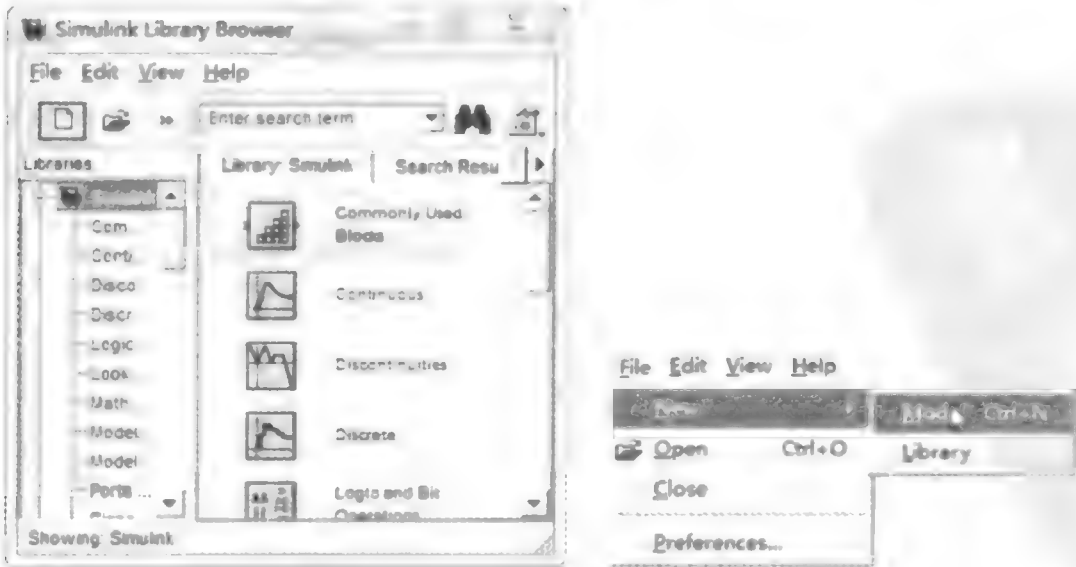 Simulink Library Browser
File Edit View Help
Enter search term
Libraries
Library: Simulink
Search Resu
Com
Cont
Disco
Discr
Logic
Look
Math
Model
Model
Ports ...
Commonly Used
Blocks
Continuous
Discontinuities
Discrete
Logic and Bit
Operations
Showing: Simulink
File Edit View Help
Ctrl+N
Open Ctrl+O
Library
Close
Preferences...